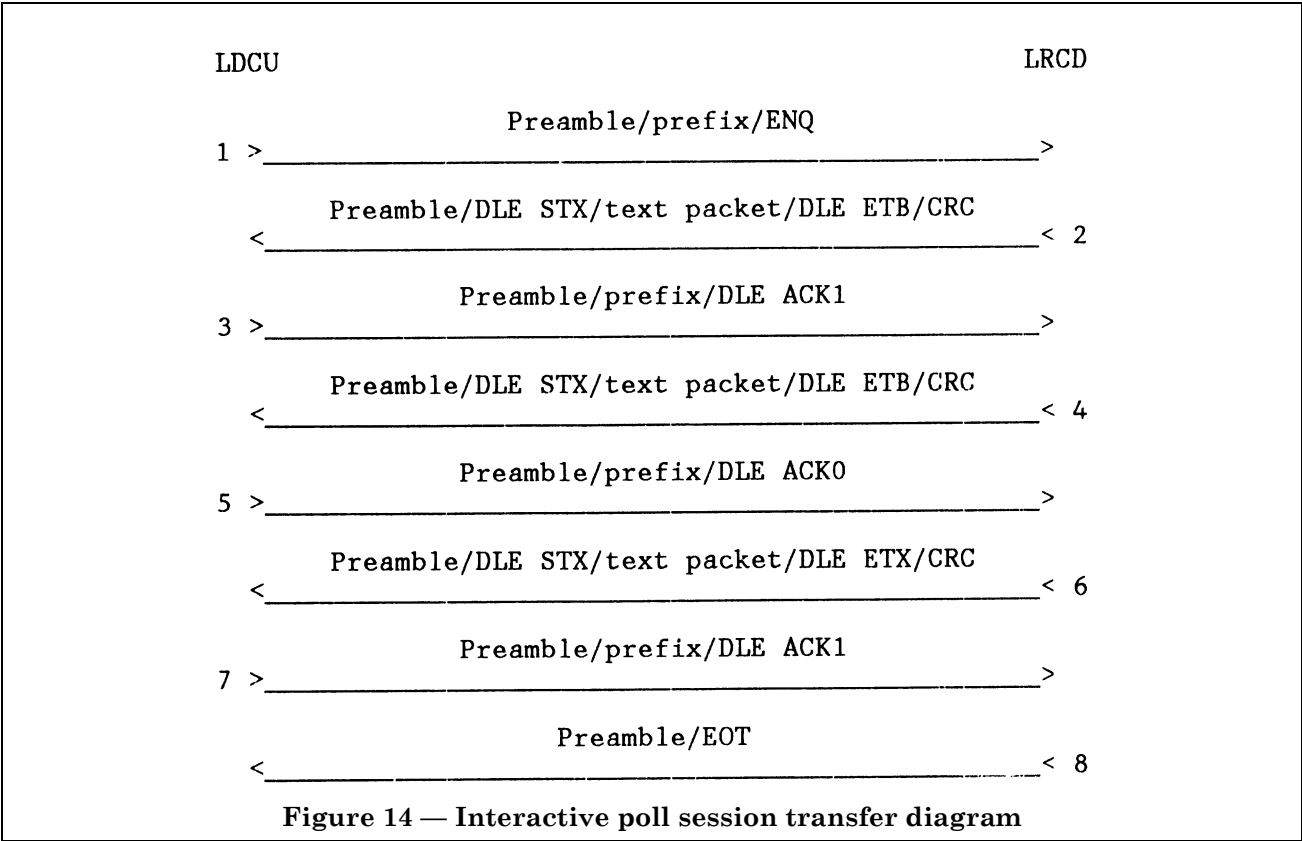 LDCU LRCD
Preamble/prefix/ENQ
1 > >
Preamble/DLE STX/text packet/DLE ETB/CRC
< < 2
Preamble/prefix/DLE ACK1
3 > >
Preamble/DLE STX/text packet/DLE ETB/CRC
< < 4
Preamble/prefix/DLE ACK0
5 > >
Preamble/DLE STX/text packet/DLE ETX/CRC
< < 6
Preamble/prefix/DLE ACK1
7 > >
Preamble/EOT
< < 8
Figure 14 — Interactive poll session transfer diagram